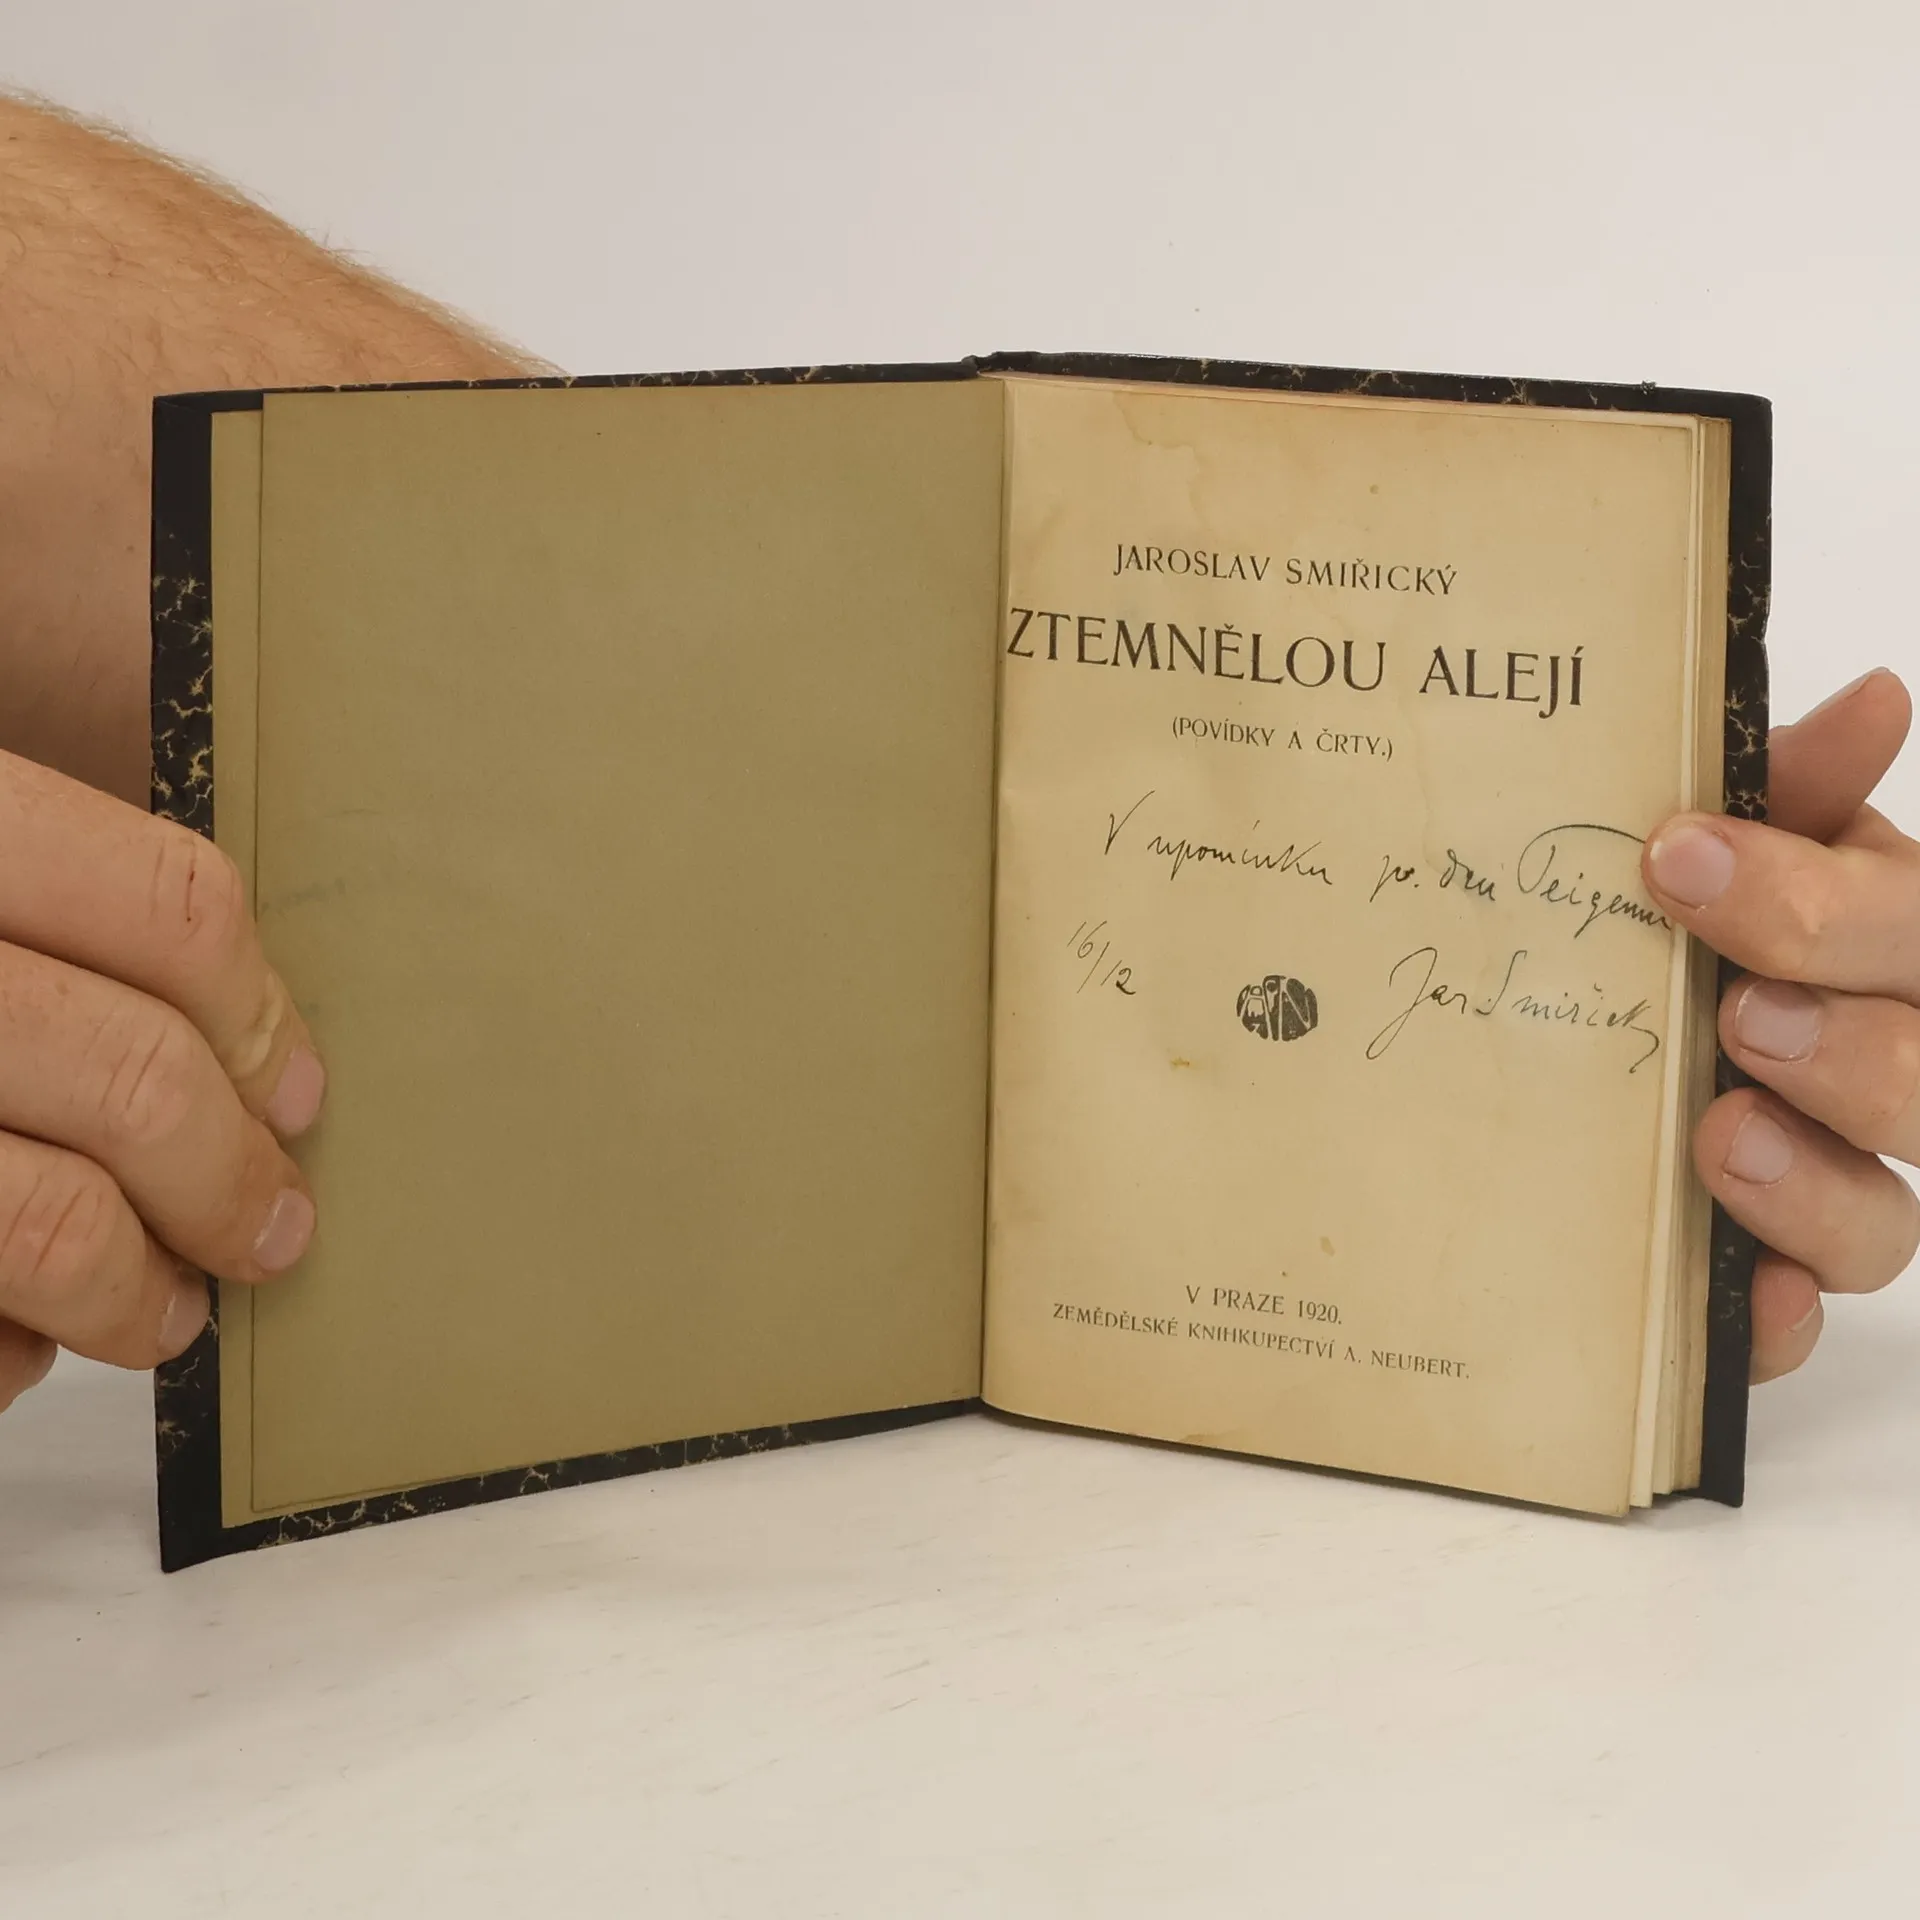 JAROSLAV SMIŘICKÝ
ZTEMNĚLOU ALEJÍ
(POVÍDKY A ČRTY.)
V upomínku p. dru
16/12
Jar Smiřický
V PRAZE 1920.
ZEMĚDĚLSKÉ KNIHKUPECTVÍ A. NEUBERT.